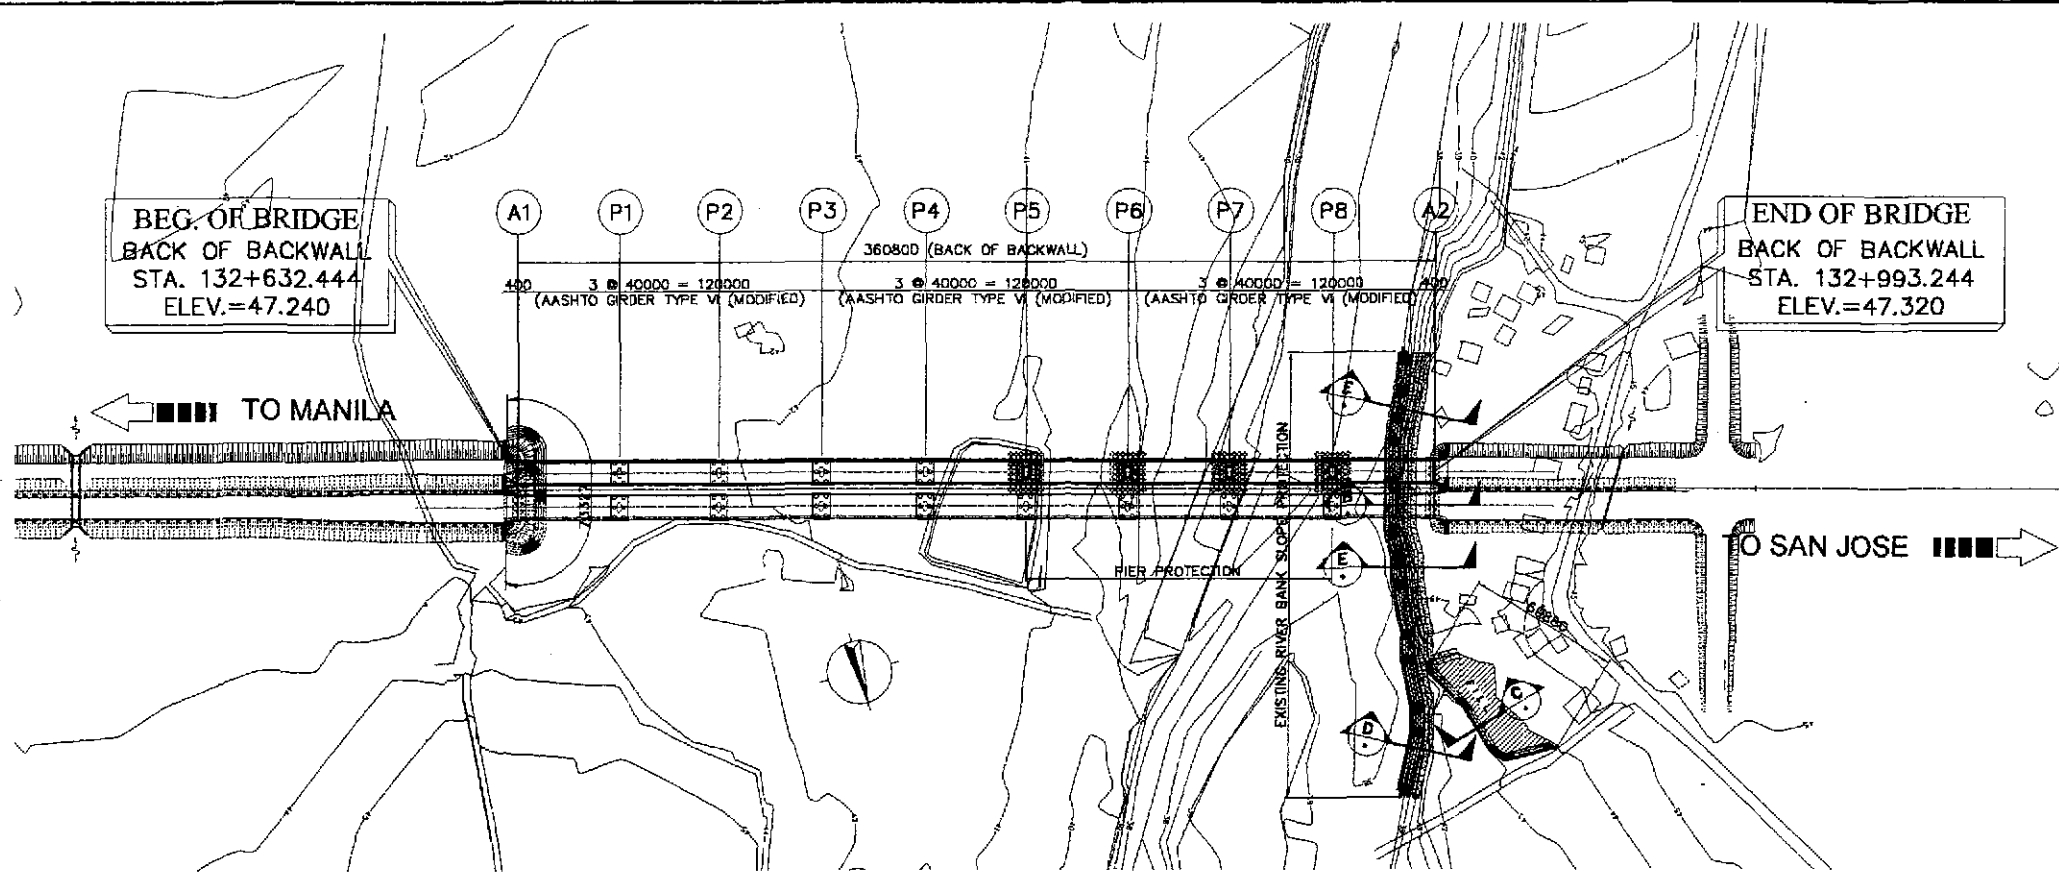 BEG. OF BRIDGE
BACK OF BACKWALL
STA. 132+632.444
ELEV.=47.240
A1
P1
P2
P3
P4
P5
P6
P7
P8
A2
END OF BRIDGE
BACK OF BACKWALL
STA. 132+993.244
ELEV.=47.320
360800 (BACK OF BACKWALL)
400
3 @ 40000 = 120000
3 @ 40000 = 120000
3 @ 40000 = 120000
400
(AASHTO GIRDER TYPE VI (MODIFIED)
(AASHTO GIRDER TYPE VI (MODIFIED)
(AASHTO GIRDER TYPE VI (MODIFIED)
TO MANILA
TO SAN JOSE
E
E
D
C
PIER PROTECTION
EXISTING RIVER BANK SLOPE PROTECTION